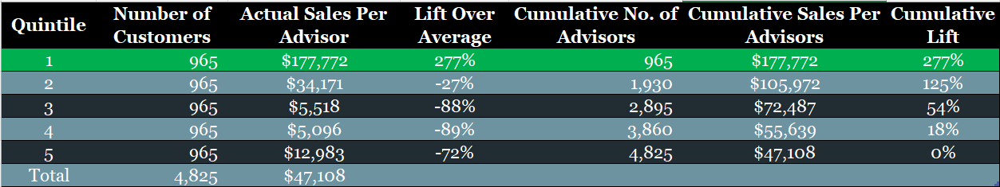 Quintile Number of Customers Actual Sales Per Advisor Lift Over Average Cumulative No. of Advisors Cumulative Sales Per Advisors Cumulative Lift
1 965 $177,772 277% 965 $177,772 277%
2 965 $34,171 -27% 1,930 $105,972 125%
3 965 $5,518 -88% 2,895 $72,487 54%
4 965 $5,096 -89% 3,860 $55,639 18%
5 965 $12,983 -72% 4,825 $47,108 0%
Total 4,825 $47,108